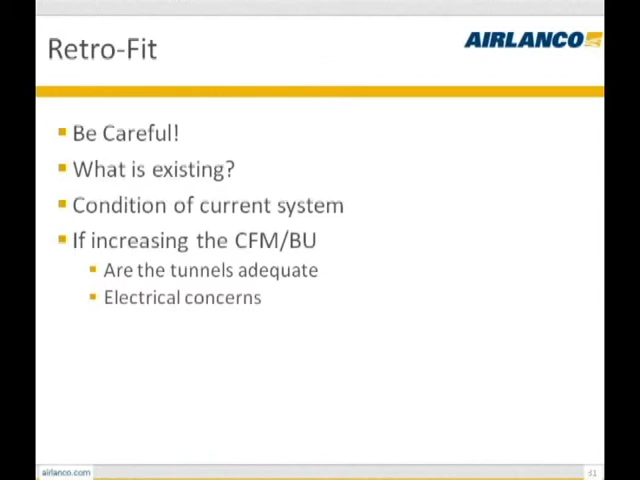 Retro-Fit
AIRLANCO
Be Careful!
What is existing?
Condition of current system
If increasing the CFM/BU
Are the tunnels adequate
Electrical concerns
airlanco.com
31